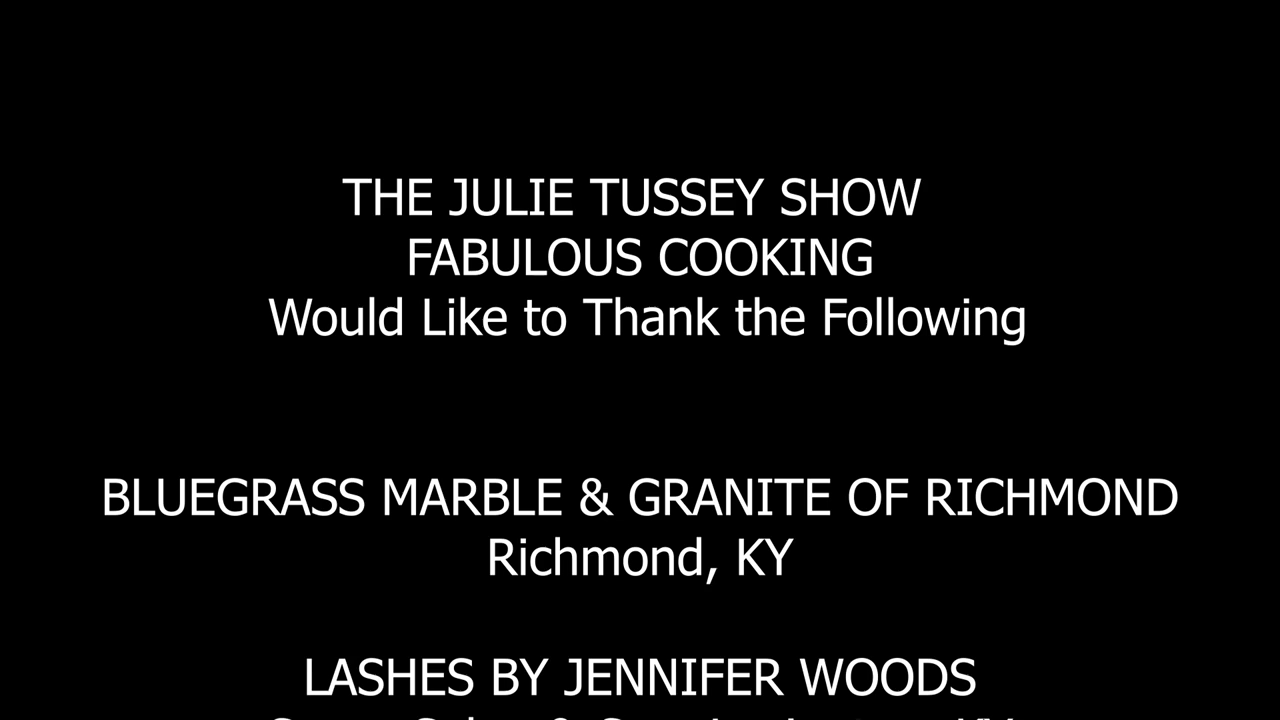 THE JULIE TUSSEY SHOW
FABULOUS COOKING
Would Like to Thank the Following
BLUEGRASS MARBLE & GRANITE OF RICHMOND
Richmond, KY
LASHES BY JENNIFER WOODS